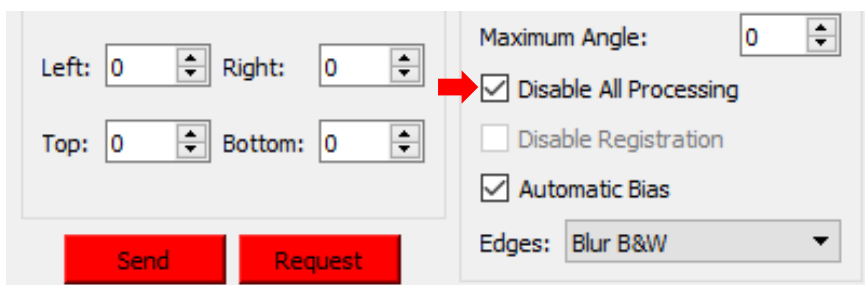 Left: 0 Right: 0
Top: 0 Bottom: 0
Send Request
Maximum Angle: 0
Disable All Processing
Disable Registration
Automatic Bias
Edges: Blur B&W